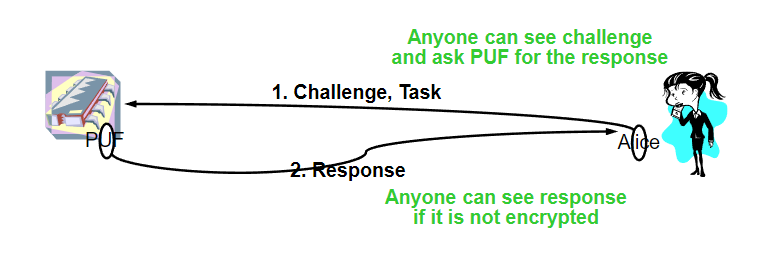 Anyone can see challenge
and ask PUF for the response
1. Challenge, Task
PUF
Alice
2. Response
Anyone can see response
if it is not encrypted